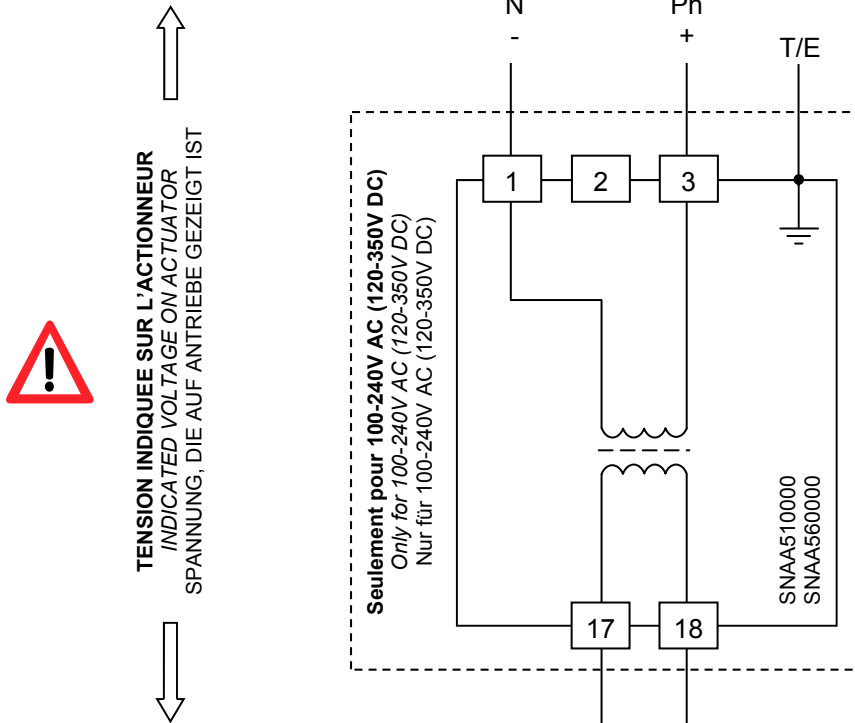 N
Ph
-
+
T/E
TENSION INDIQUEE SUR L'ACTIONNEUR
INDICATED VOLTAGE ON ACTUATOR
SPANNUNG, DIE AUF ANTRIEBE GEZEIGT IST
Seulement pour 100-240V AC (120-350V DC)
Only for 100-240V AC (120-350V DC)
Nur für 100-240V AC (120-350V DC)
1
2
3
SNAA510000
SNAA560000
17
18